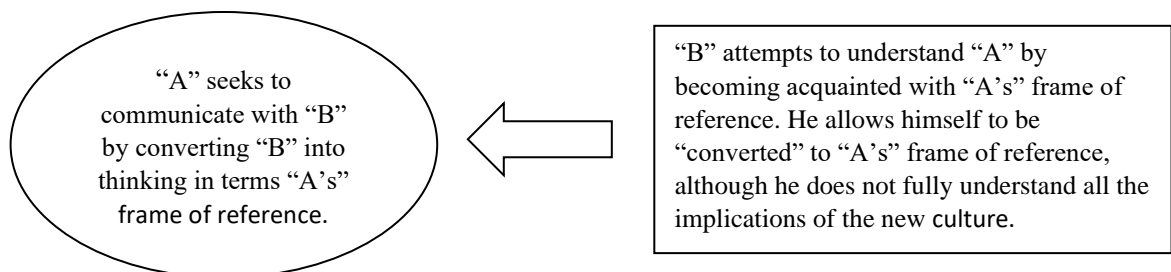 “A” seeks to
communicate with “B”
by converting “B” into
thinking in terms “A’s”
frame of reference.
“B” attempts to understand “A” by
becoming acquainted with “A’s” frame of
reference. He allows himself to be
“converted” to “A’s” frame of reference,
although he does not fully understand all the
implications of the new culture.